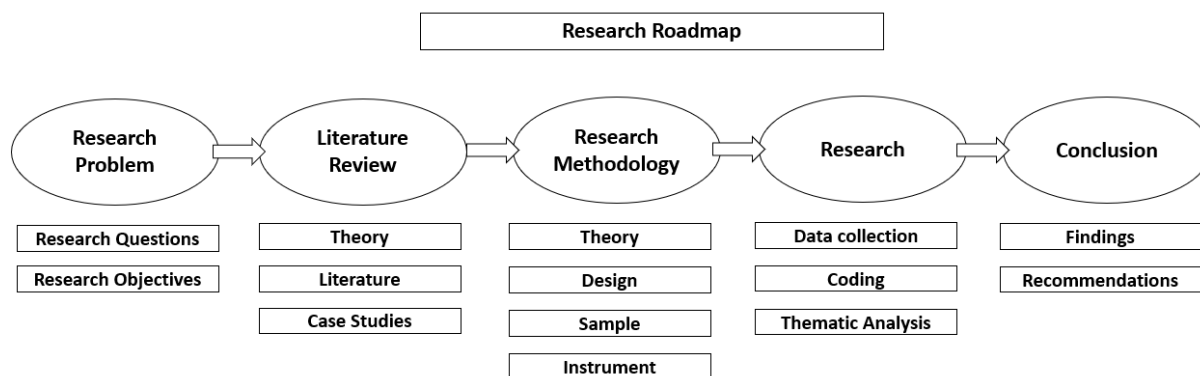 Research Roadmap
Research
Problem
Literature
Review
Research
Methodology
Research
Conclusion
Research Questions
Research Objectives
Theory
Literature
Case Studies
Theory
Design
Sample
Instrument
Data collection
Coding
Thematic Analysis
Findings
Recommendations